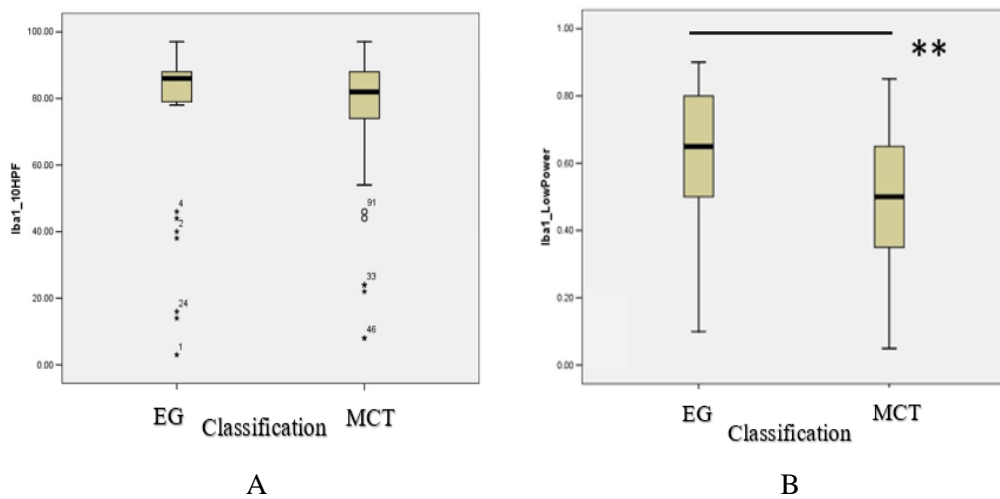 100.00
80.00
60.00
40.00
20.00
0.00
Iba1_10HPF
4
2
24
1
91
33
46
EG
MCT
Classification
A
1.00
0.80
0.60
0.40
0.20
0.00
Iba1_LowPower
**
EG
MCT
Classification
B